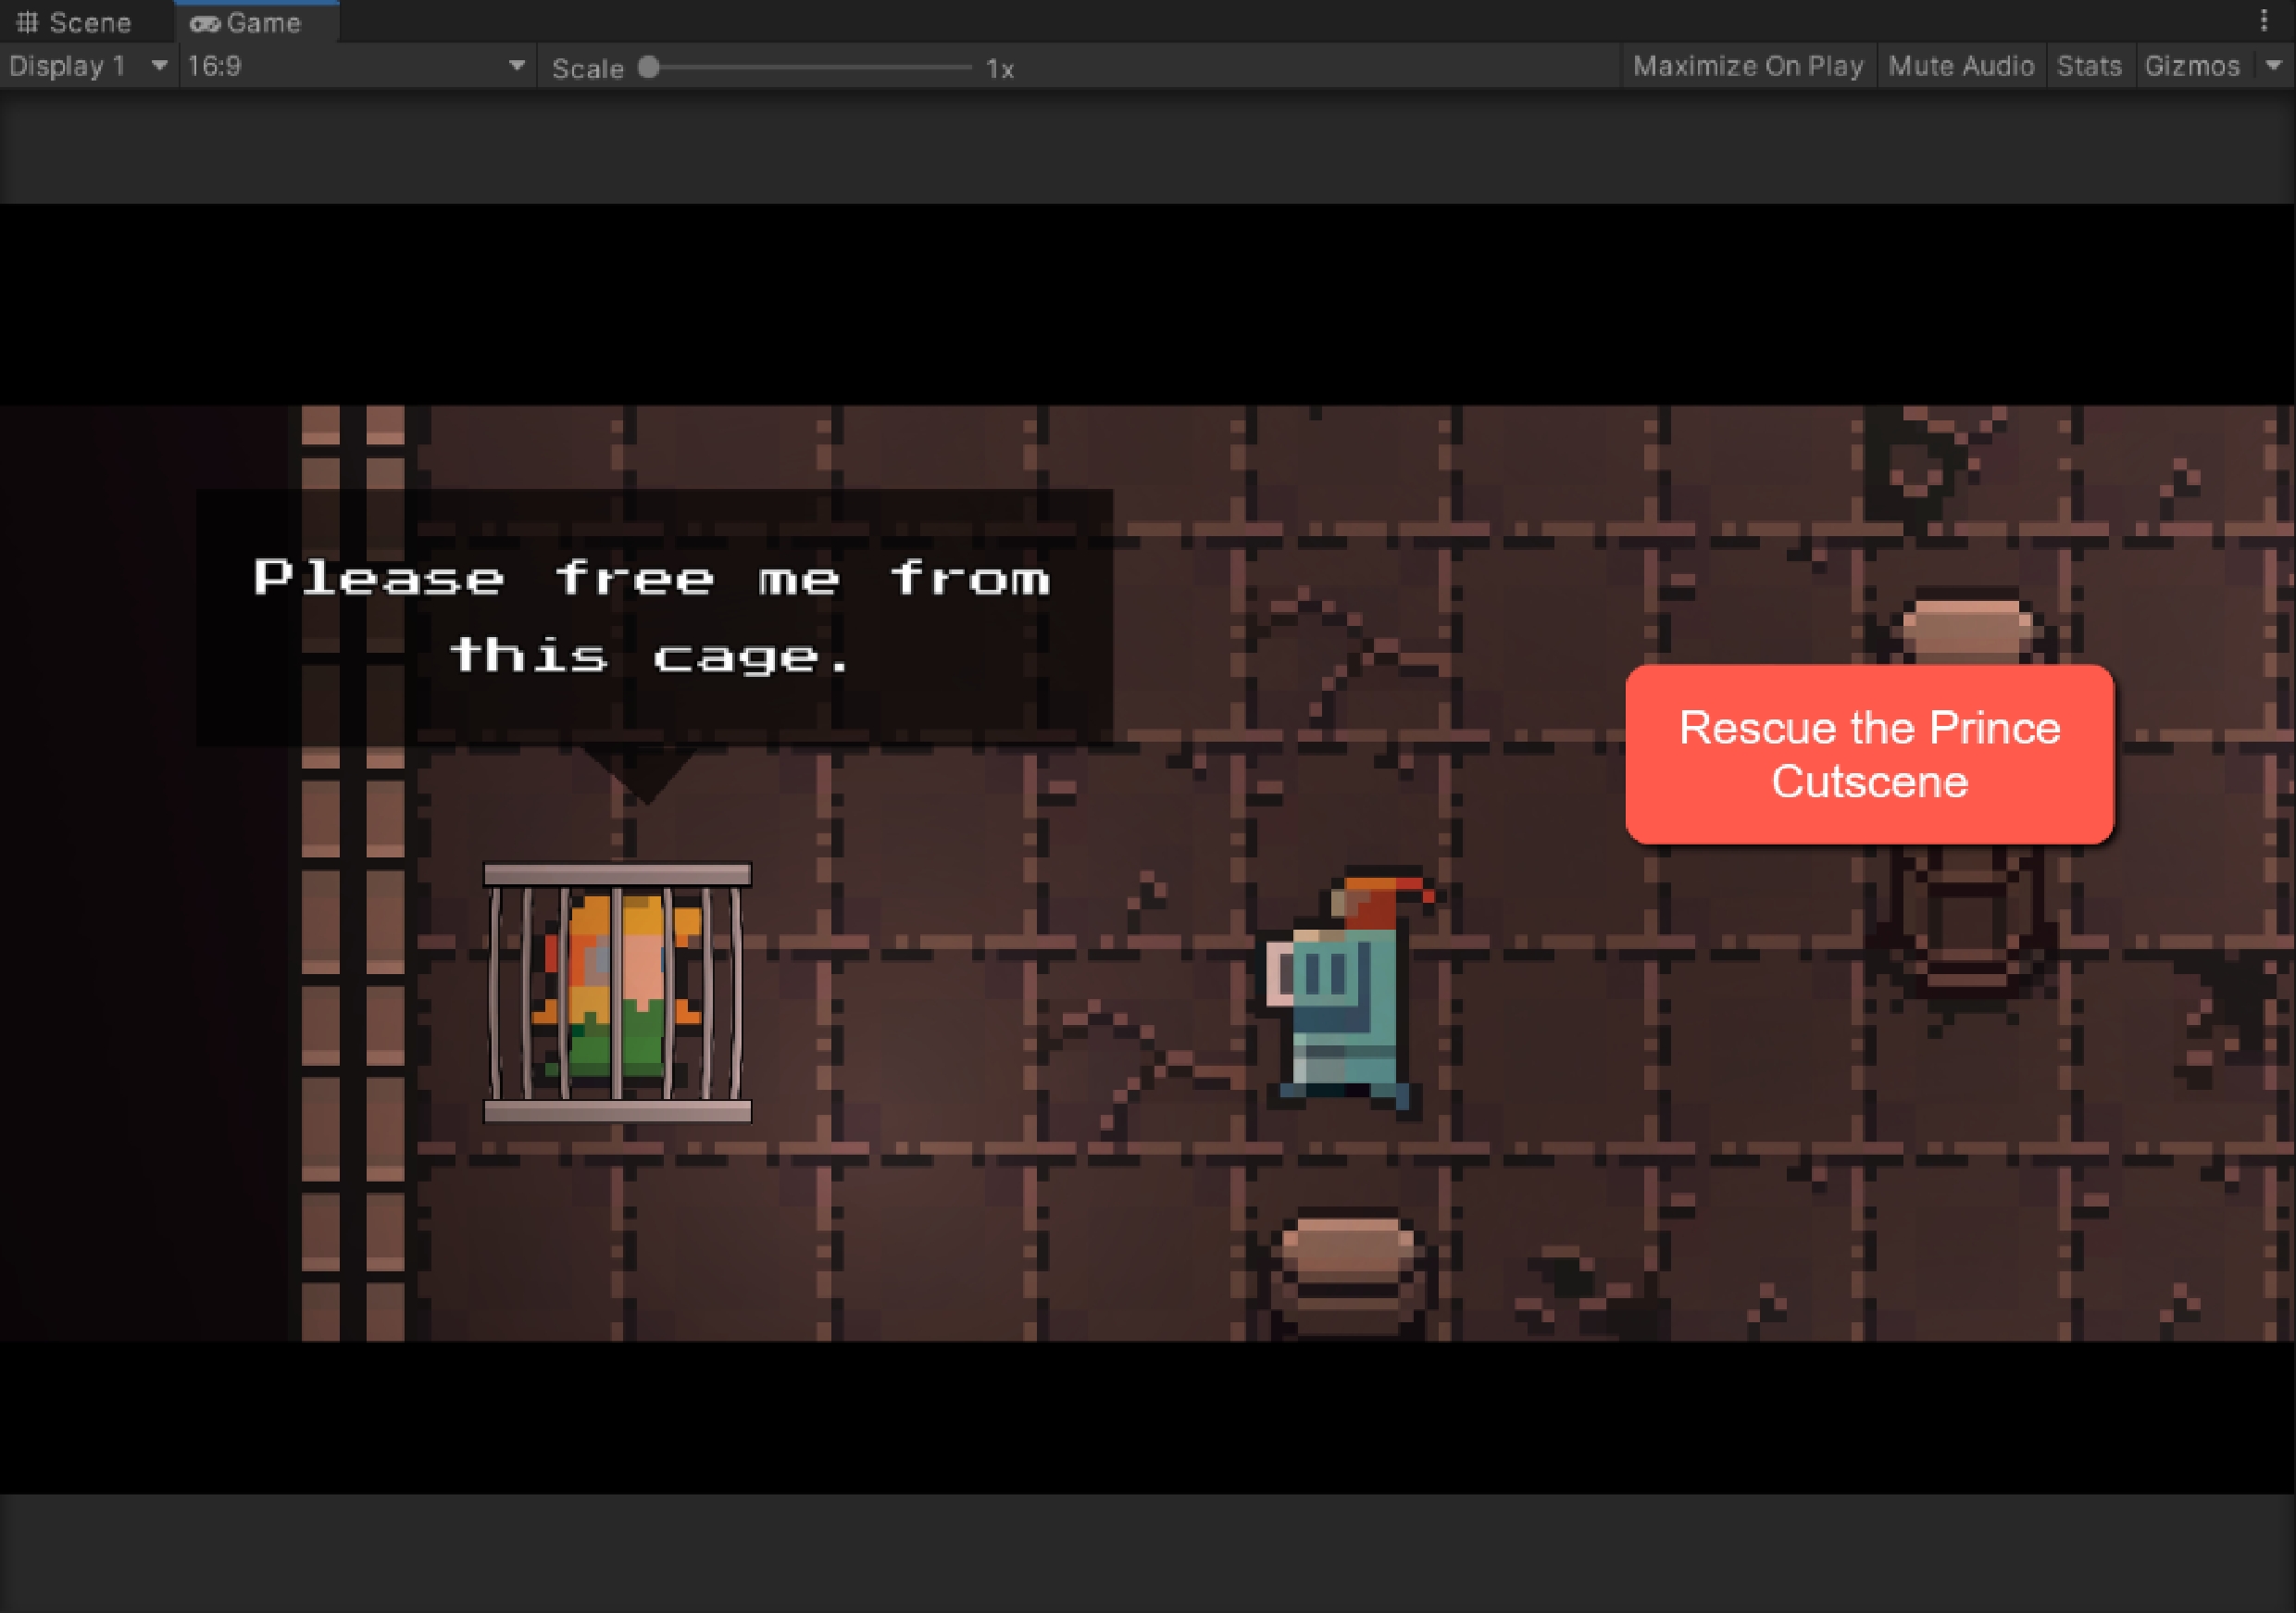 Scene
Game
Display 1
16:9
Scale
1x
Maximize On Play
Mute Audio
Stats
Gizmos
Please free me from
this cage.
Rescue the Prince
Cutscene